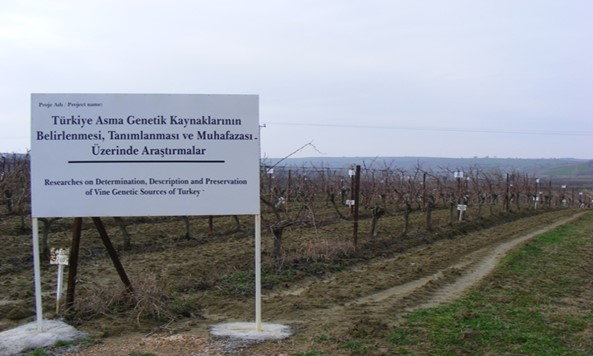 Proje Adı : Project name:
Türkiye Asma Genetik Kaynaklarının
Belirlenmesi, Tanımlanması ve Muhafazası
Üzerinde Araştırmalar
Researches on Determination, Description and Preservation
of Vine Genetic Sources of Turkey